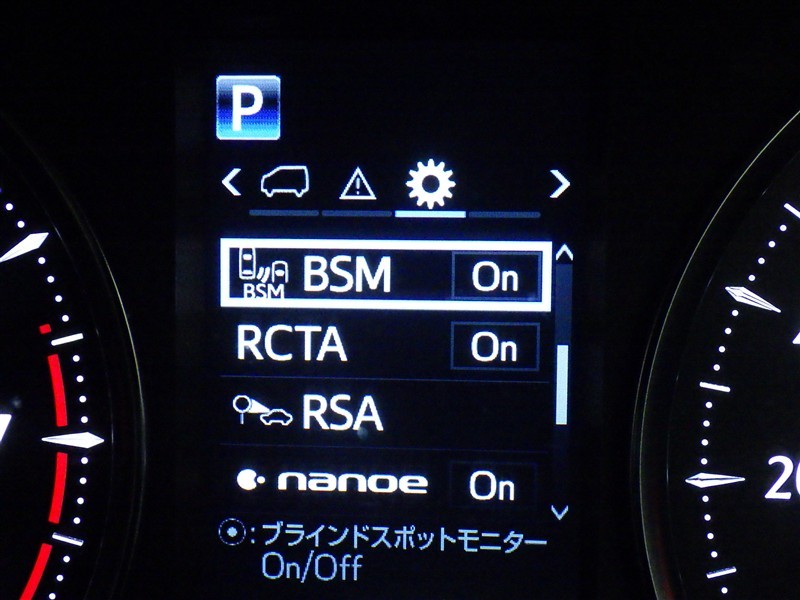 P
BSM BSM On
RCTA On
RSA
nanoe On
: ブラインドスポットモニター
On/Off